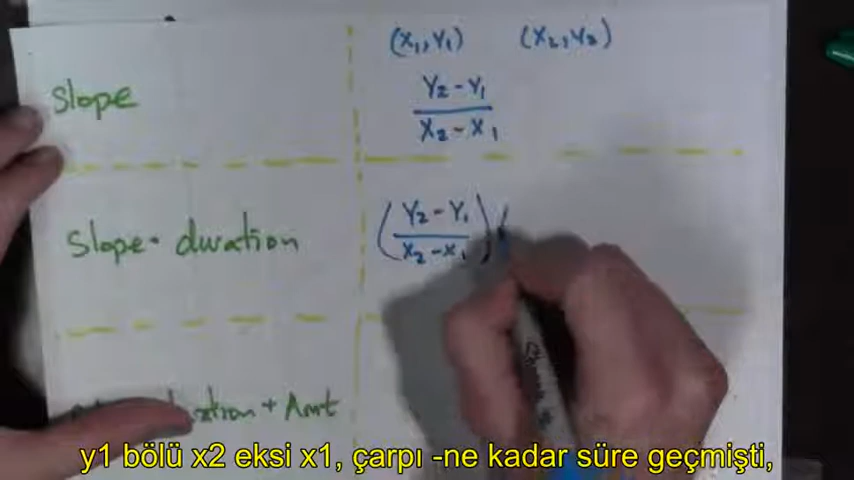 (x₁, y₁) (x₂, y₂)
Slope
y₂ - y₁
x₂ - x₁
Slope • duration
(y₂ - y₁
x₂ - x₁) (
+ Amt
y1 bölü x2 eksi x1, çarpı -ne kadar süre geçmişti,